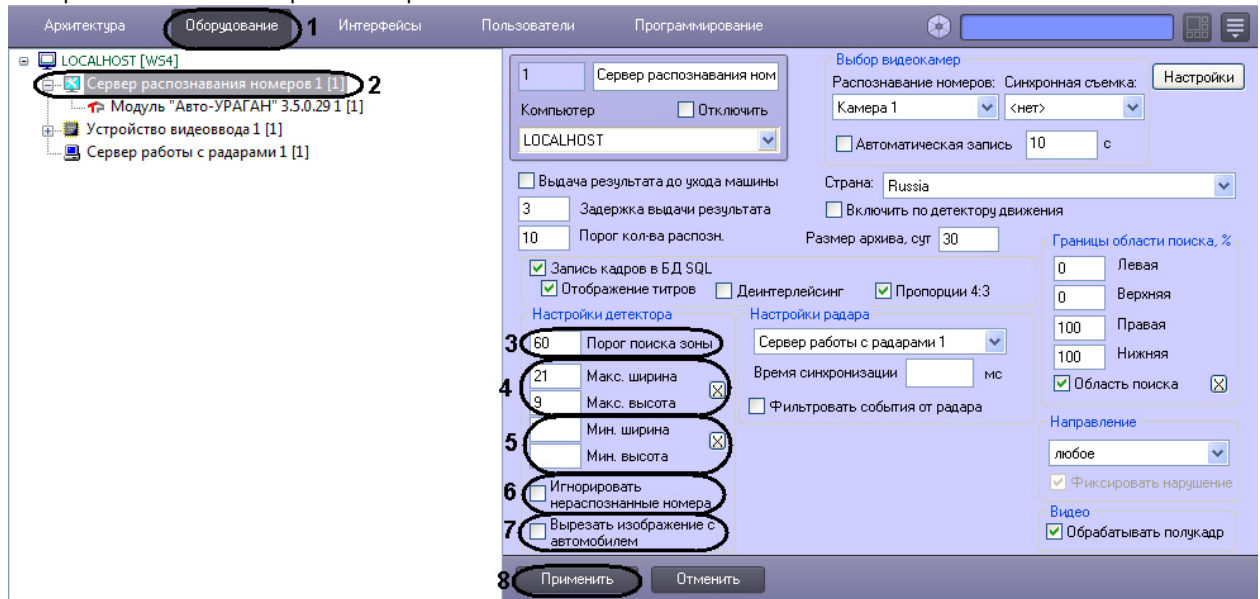 Архитектура Оборудование 1 Интерфейсы Пользователи Программирование
LOCALHOST [WS4]
Сервер распознавания номеров 1 [1] 2
Модуль "Авто-УРАГАН" 3.5.0.29 1 [1]
Устройство видеоввода 1 [1]
Сервер работы с радарами 1 [1]
1 Сервер распознавания ном
Компьютер Отключить
LOCALHOST
Выбор видеокамер
Распознавание номеров: Синхронная съемка:
Камера 1 <нет>
Настройки
Автоматическая запись 10 с
Выдача результата до ухода машины
Страна: Russia
3 Задержка выдачи результата
Включить по детектору движения
10 Порог кол-ва распозн.
Размер архива, сут 30
Запись кадров в БД SQL
Отображение титров Деинтерлейсинг Пропорции 4:3
Границы области поиска, %
0 Левая
0 Верхняя
100 Правая
100 Нижняя
Область поиска
Настройки детектора
3 60 Порог поиска зоны
4 21 Макс. ширина
9 Макс. высота
5 Мин. ширина
Мин. высота
6 Игнорировать
нераспознанные номера
7 Вырезать изображение с
автомобилем
Настройки радара
Сервер работы с радарами 1
Время синхронизации мс
Фильтровать события от радара
Направление
любое
Фиксировать нарушение
Видео
Обрабатывать полукадр
8 Применить Отменить